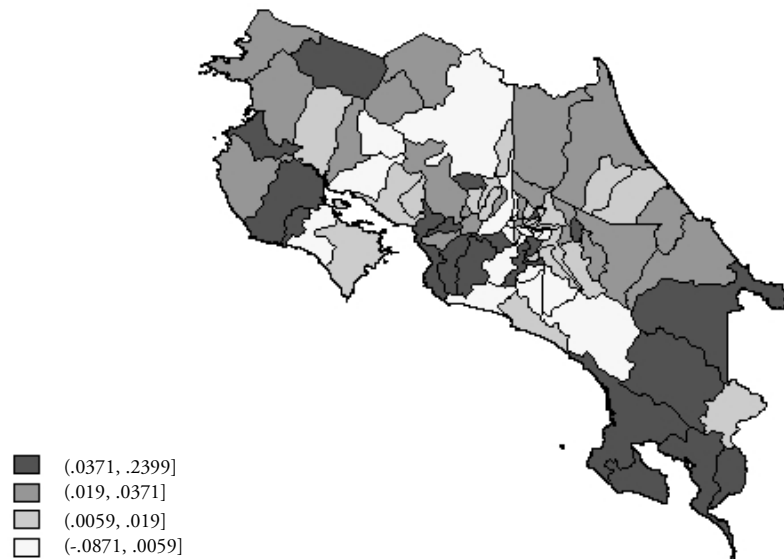 (.0371, .2399]
(.019, .0371]
(.0059, .019]
(-.0871, .0059]